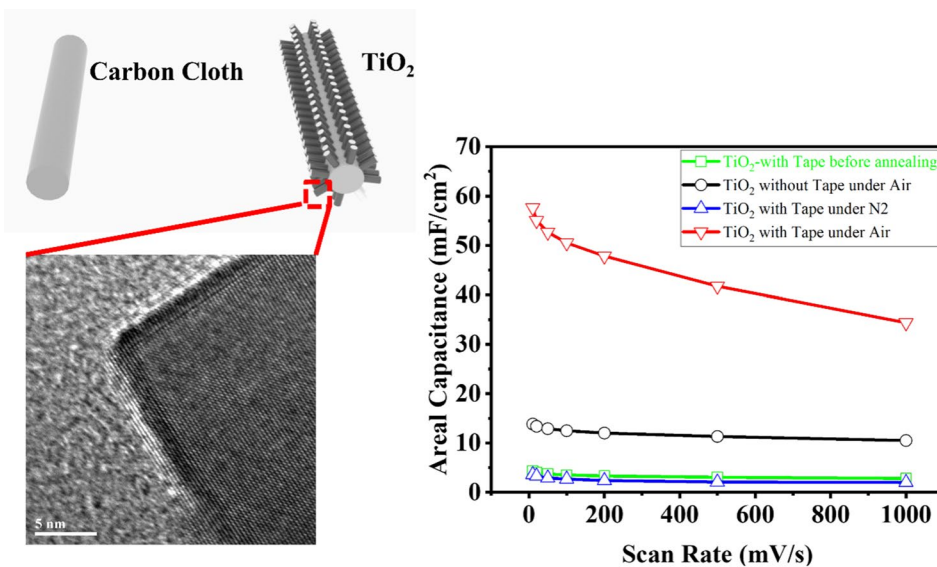 Carbon Cloth
TiO₂
5 nm
Areal Capacitance (mF/cm²)
70
60
50
40
30
20
10
0
TiO₂-with Tape before annealing
TiO₂ without Tape under Air
TiO₂ with Tape under N2
TiO₂ with Tape under Air
0 200 400 600 800 1000
Scan Rate (mV/s)